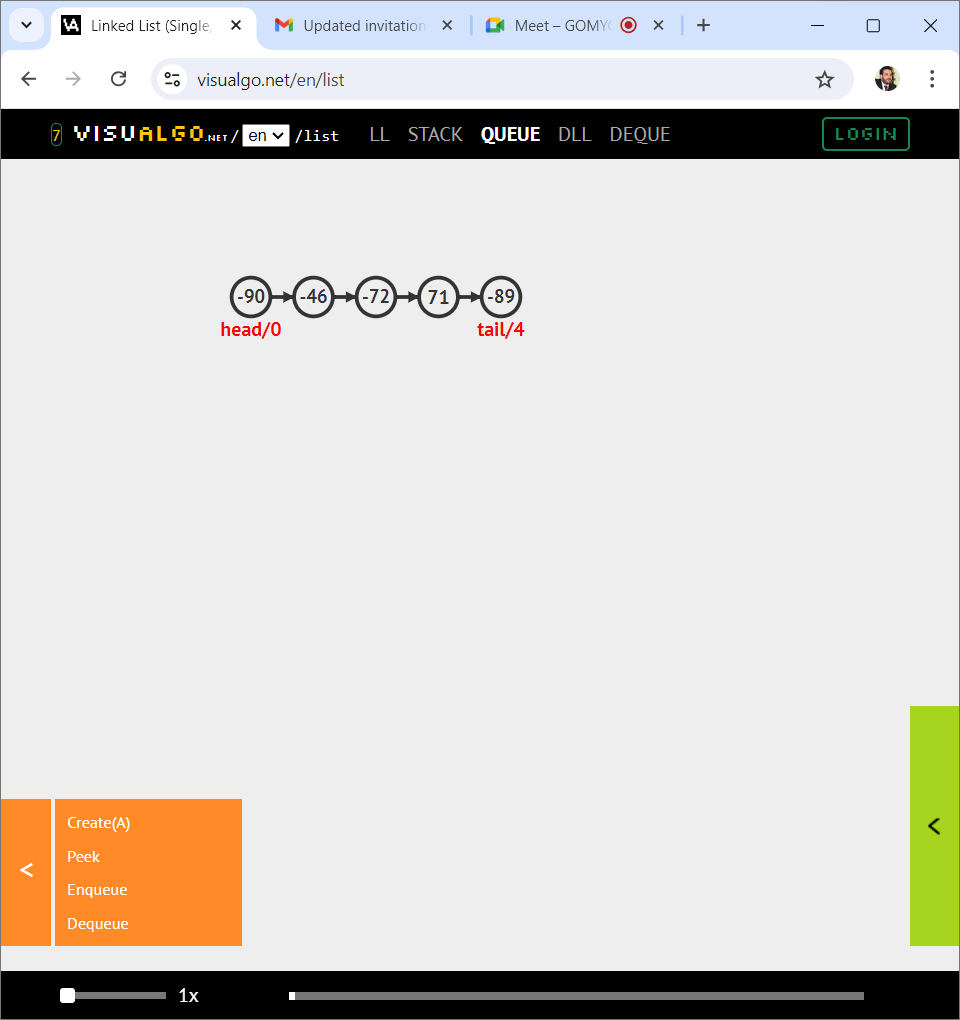 Linked List (Single,
Updated invitation
Meet – GOMYC
visualgo.net/en/list
7 VISUALGO.NET / en /list LL STACK QUEUE DLL DEQUE LOGIN
-90 -46 -72 71 -89
head/0 tail/4
Create(A)
Peek
Enqueue
Dequeue
1x